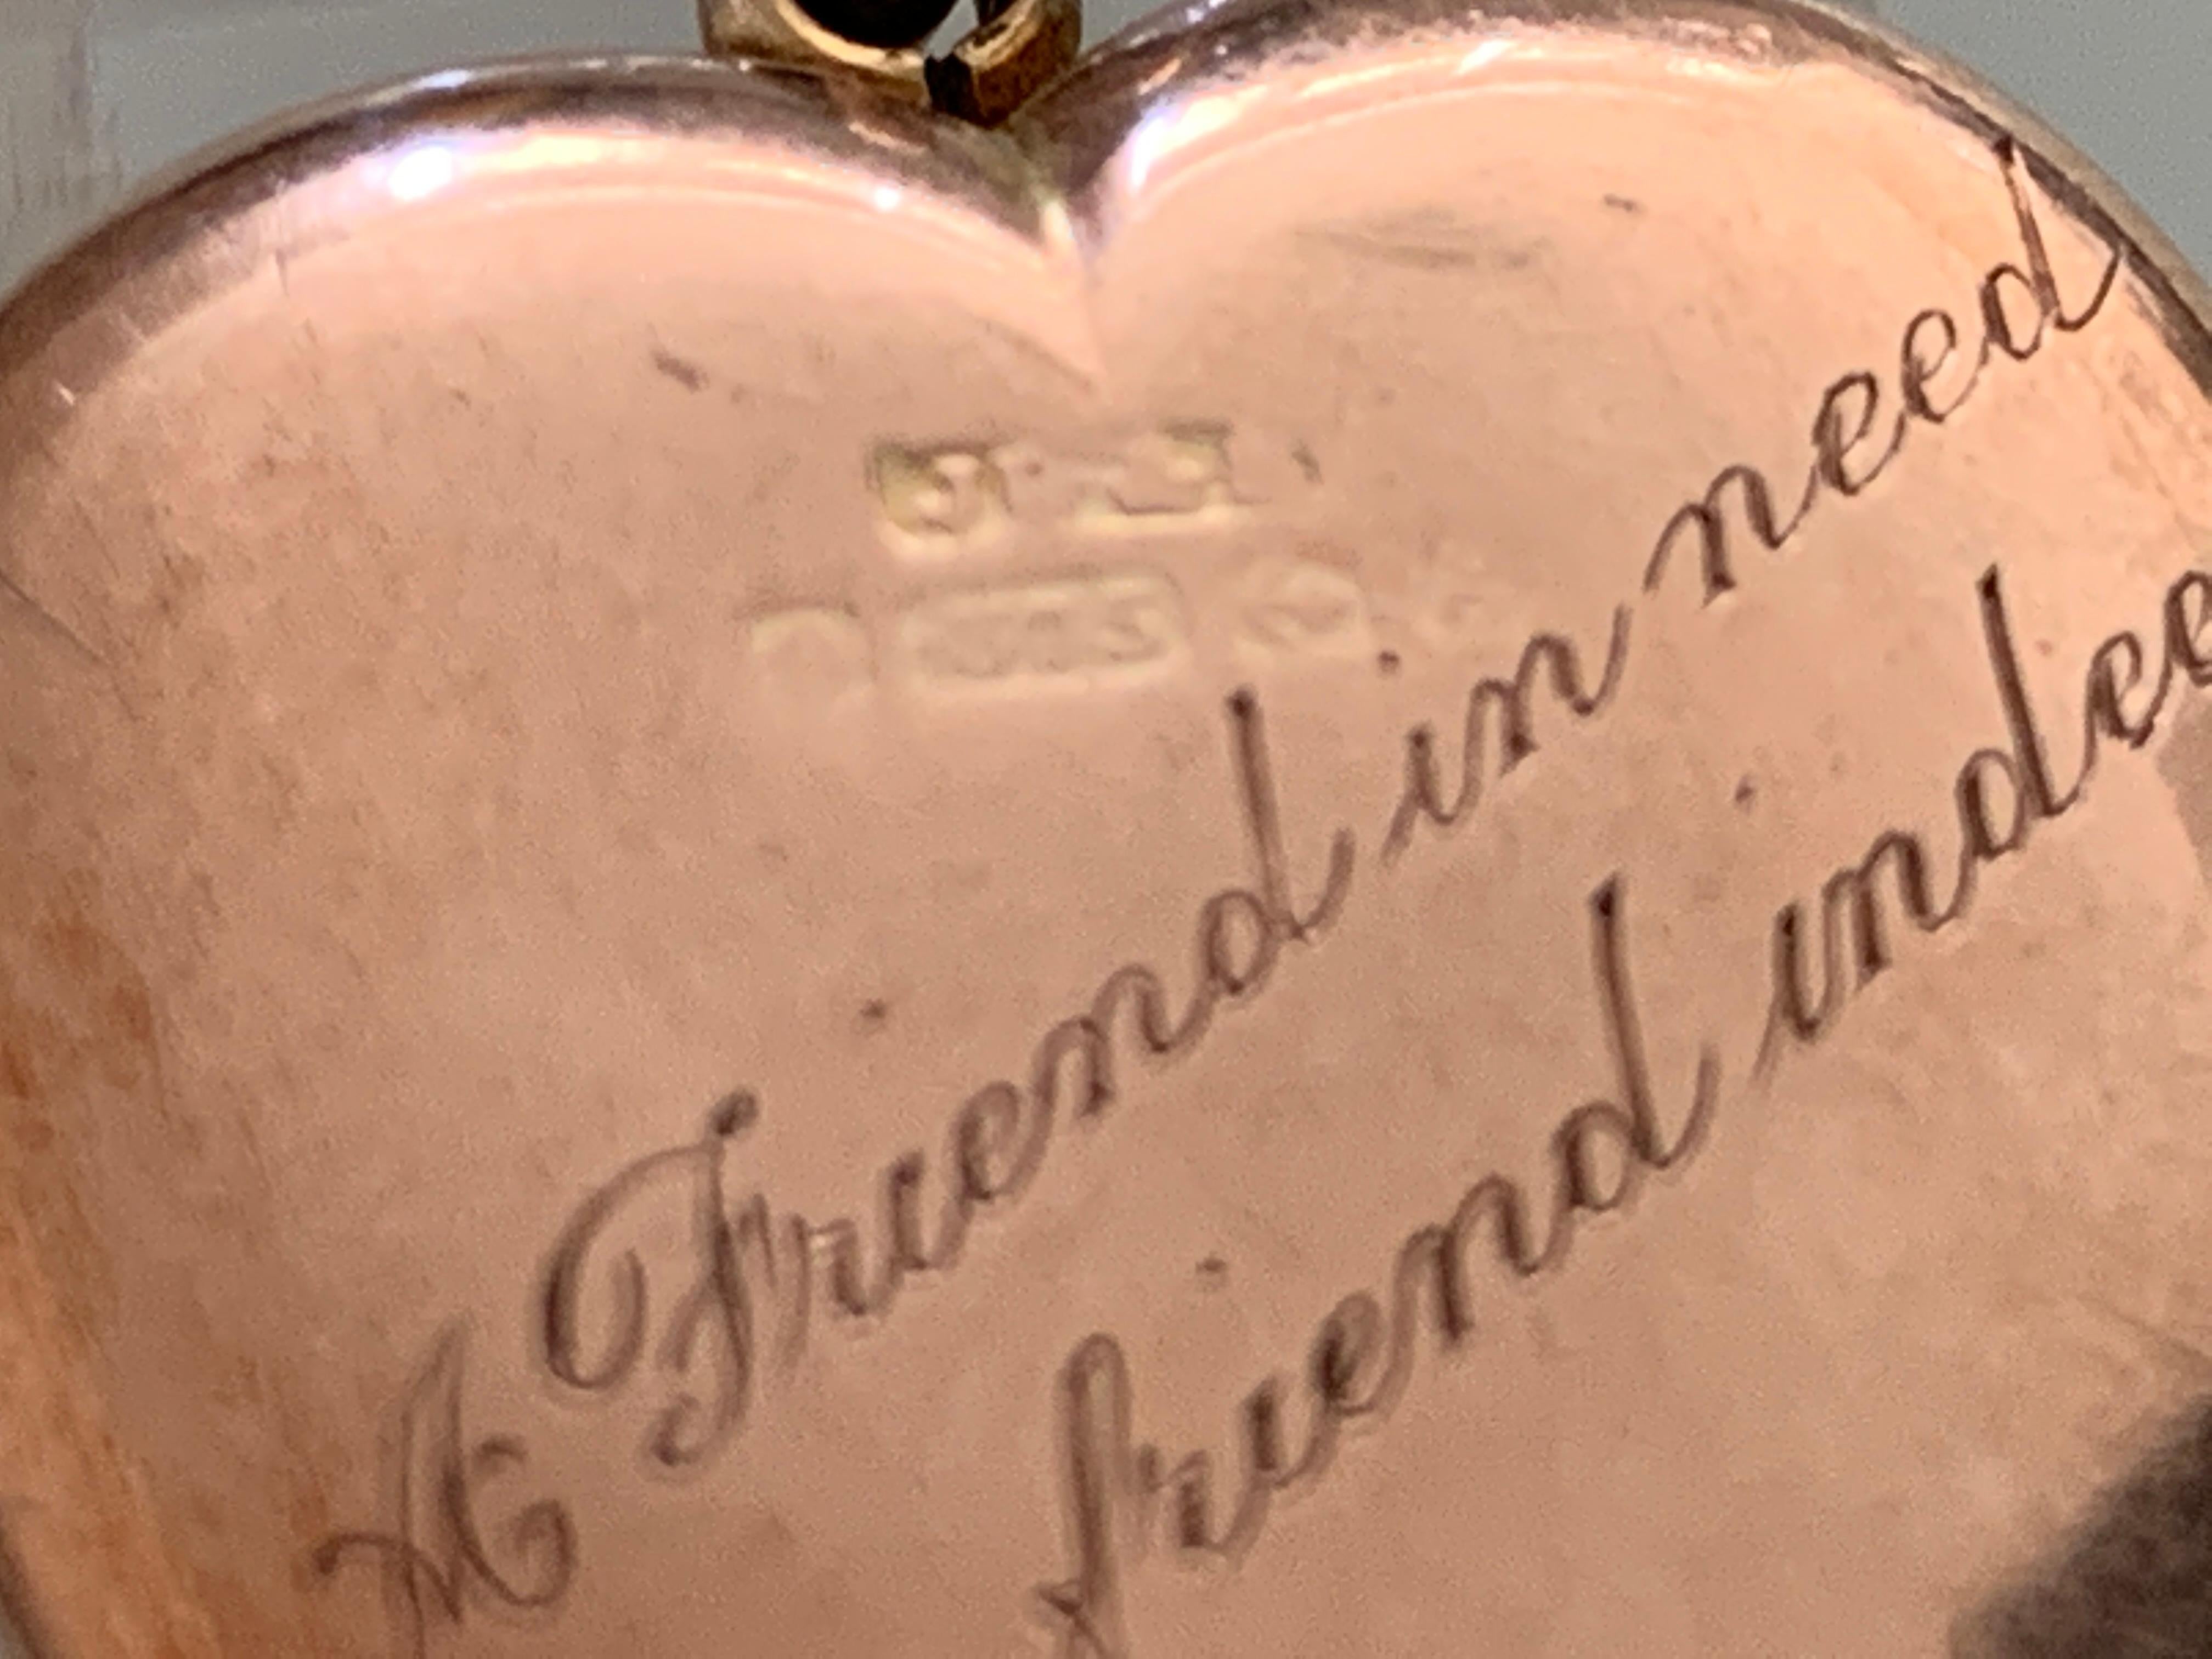 A Friend in need
friend indee